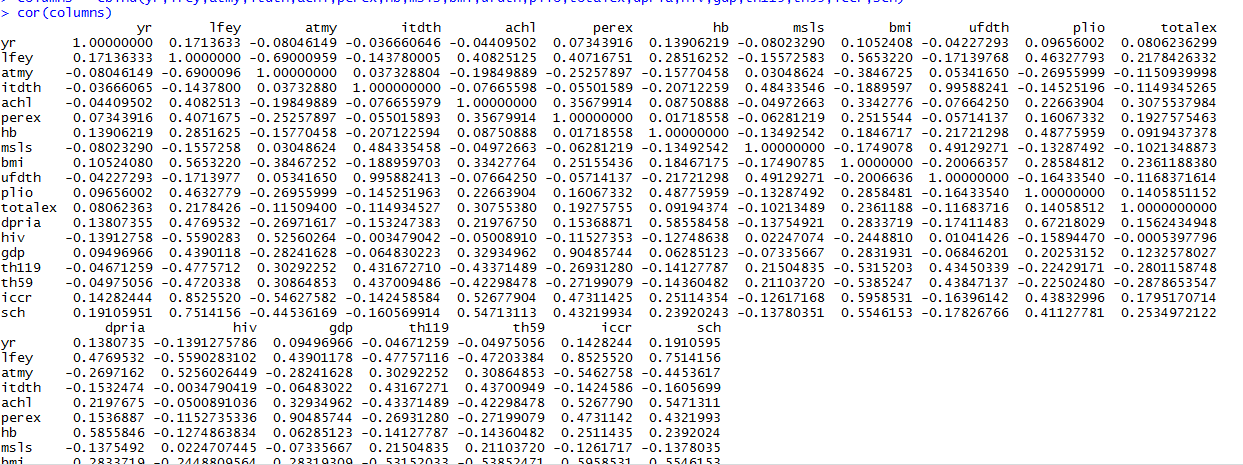 > cor(columns)
yr lfey atmy itdth achl perex hb msls bmi ufdth plio totalex
yr 1.00000000 0.1713633 -0.08046149 -0.036660646 -0.04409502 0.07343916 0.13906219 -0.08023290 0.1052408 -0.04227293 0.09656002 0.0806236299
lfey 0.17136333 1.0000000 -0.69000959 -0.143780005 0.40825125 0.40716751 0.28516252 -0.15572583 0.5653220 -0.17139768 0.46327793 0.2178426332
atmy -0.08046149 -0.6900096 1.00000000 0.037328804 -0.19849889 -0.25257897 -0.15770458 0.03048624 -0.3846725 0.05341650 -0.26955999 -0.1150939998
itdth -0.03666065 -0.1437800 0.03732880 1.000000000 -0.07665598 -0.05501589 -0.20712259 0.48433546 -0.1889597 0.99588241 -0.14525196 -0.1149345265
achl -0.04409502 0.4082513 -0.19849889 -0.076655979 1.00000000 0.35679914 0.08750888 -0.04972663 0.3342776 -0.07664250 0.22663904 0.3075537984
perex 0.07343916 0.4071675 -0.25257897 -0.055015893 0.35679914 1.00000000 0.01718558 -0.06281219 0.2515544 -0.05714137 0.16067332 0.1927575463
hb 0.13906219 0.2851625 -0.15770458 -0.207122594 0.08750888 0.01718558 1.00000000 -0.13492542 0.1846717 -0.21721298 0.48775959 0.0919437378
msls -0.08023290 -0.1557258 0.03048624 0.484335458 -0.04972663 -0.06281219 -0.13492542 1.00000000 -0.1749078 0.49129271 -0.13287492 -0.1021348873
bmi 0.10524080 0.5653220 -0.38467252 -0.188959703 0.33427764 0.25155436 0.18467175 -0.17490785 1.0000000 -0.20066357 0.28584812 0.2361188380
ufdth -0.04227293 -0.1713977 0.05341650 0.995882413 -0.07664250 -0.05714137 -0.21721298 0.49129271 -0.2006636 1.00000000 -0.16433540 -0.1168371614
plio 0.09656002 0.4632779 -0.26955999 -0.145251963 0.22663904 0.16067332 0.48775959 -0.13287492 0.2858481 -0.16433540 1.00000000 0.1405851152
totalex 0.08062363 0.2178426 -0.11509400 -0.114934527 0.30755380 0.19275755 0.09194374 -0.10213489 0.2361188 -0.11683716 0.14058512 1.0000000000
dpria 0.13807355 0.4769532 -0.26971617 -0.153247383 0.21976750 0.15368871 0.58558458 -0.13754921 0.2833719 -0.17411483 0.67218029 0.1562434948
hiv -0.13912758 -0.5590283 0.52560264 -0.003479042 -0.05008910 -0.11527353 -0.12748638 0.02247074 -0.2448810 0.01041426 -0.15894470 -0.0005397796
gdp 0.09496966 0.4390118 -0.28241628 -0.064830223 0.32934962 0.90485744 0.06285123 -0.07335667 0.2831931 -0.06846201 0.20253152 0.1232578027
th119 -0.04671259 -0.4775712 0.30292252 0.431672710 -0.43371489 -0.26931280 -0.14127787 0.21504835 -0.5315203 0.43450339 -0.22429171 -0.2801158748
th59 -0.04975056 -0.4720338 0.30864853 0.437009486 -0.42298478 -0.27199079 -0.14360482 0.21103720 -0.5385247 0.43847137 -0.22502480 -0.2878653547
iccr 0.14282444 0.8525520 -0.54627582 -0.142458584 0.52677904 0.47311425 0.25114354 -0.12617168 0.5958531 -0.16396142 0.43832996 0.1795170714
sch 0.19105951 0.7514156 -0.44536169 -0.160569914 0.54713113 0.43219934 0.23920243 -0.13780351 0.5546153 -0.17826766 0.41127781 0.2534972122
dpria hiv gdp th119 th59 iccr sch
yr 0.1380735 -0.1391275786 0.09496966 -0.04671259 -0.04975056 0.1428244 0.1910595
lfey 0.4769532 -0.5590283102 0.43901178 -0.47757116 -0.47203384 0.8525520 0.7514156
atmy -0.2697162 0.5256026449 -0.28241628 0.30292252 0.30864853 -0.5462758 -0.4453617
itdth -0.1532474 -0.0034790419 -0.06483022 0.43167271 0.43700949 -0.1424586 -0.1605699
achl 0.2197675 -0.0500891036 0.32934962 -0.43371489 -0.42298478 0.5267790 0.5471311
perex 0.1536887 -0.1152735336 0.90485744 -0.26931280 -0.27199079 0.4731142 0.4321993
hb 0.5855846 -0.1274863834 0.06285123 -0.14127787 -0.14360482 0.2511435 0.2392024
msls -0.1375492 0.0224707445 -0.07335667 0.21504835 0.21103720 -0.1261717 -0.1378035
bmi 0.2833719 -0.2448809564 0.28319309 -0.53152033 -0.53852471 0.5958531 0.5546153